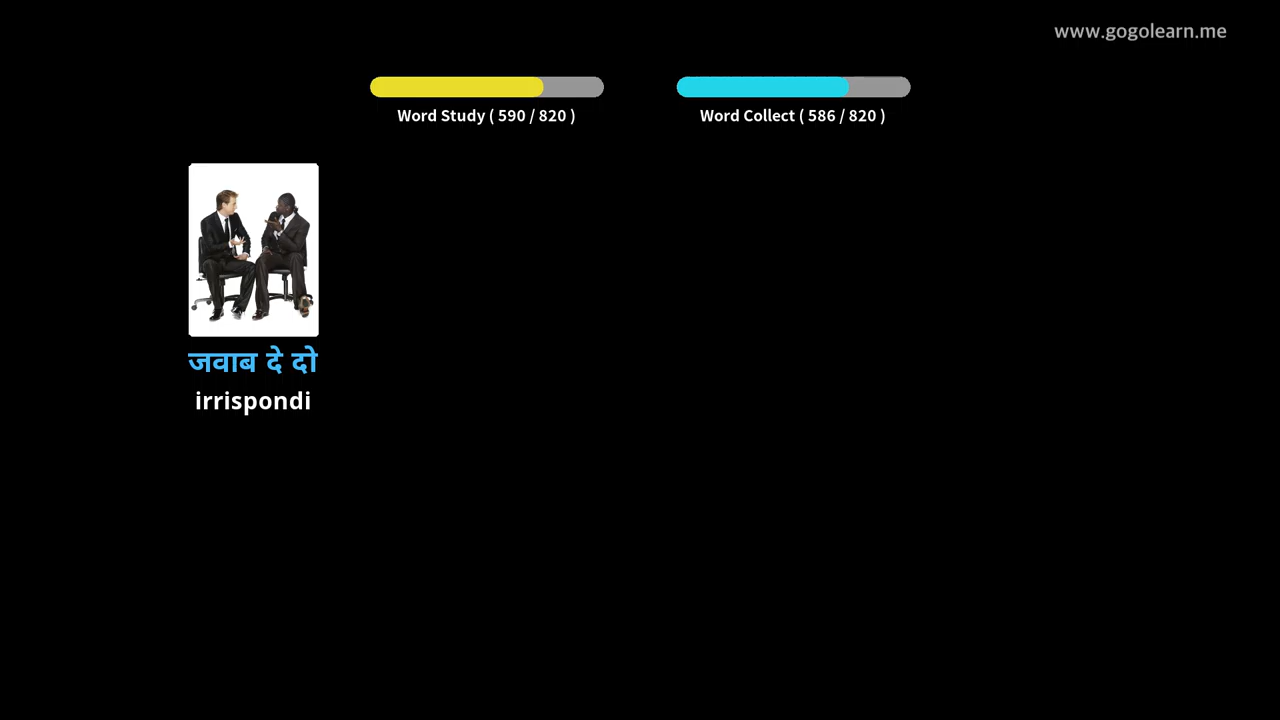 www.gogolearn.me
Word Study ( 590 / 820 )
Word Collect ( 586 / 820 )
जवाब दे दो
irrispondi